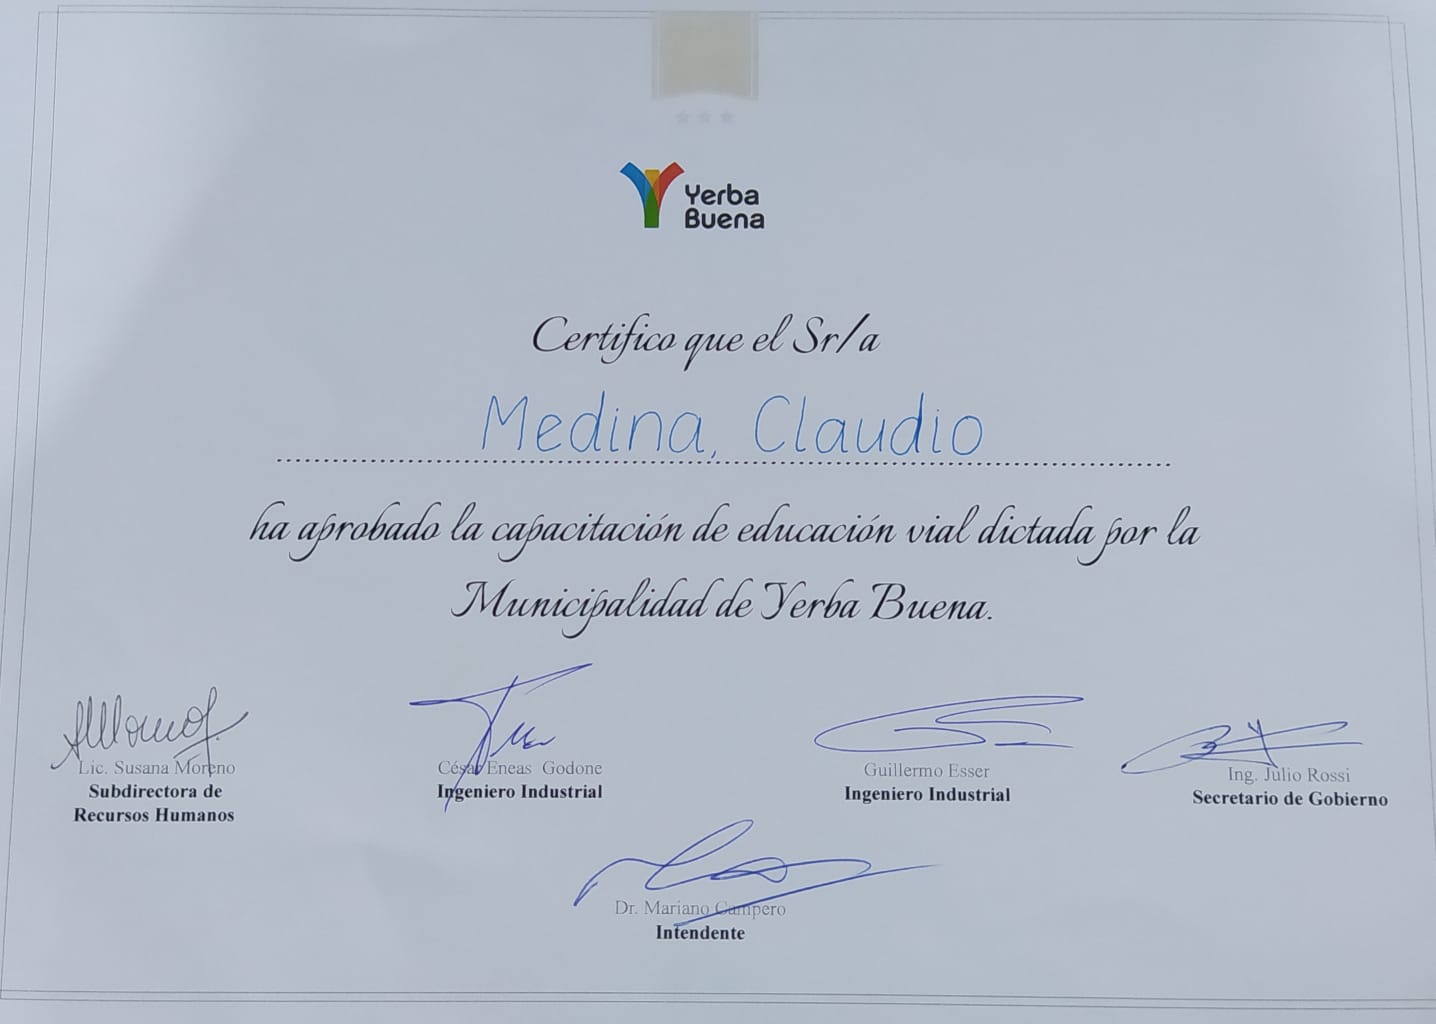 Yerba
Buena
Certifico que el Sr/a
Medina, Claudio
ha aprobado la capacitación de educación vial dictada por la
Municipalidad de Yerba Buena.
Lic. Susana Moreno
Subdirectora de
Recursos Humanos
César Eneas Godone
Ingeniero Industrial
Guillermo Esser
Ingeniero Industrial
Ing. Julio Rossi
Secretario de Gobierno
Dr. Mariano Campero
Intendente